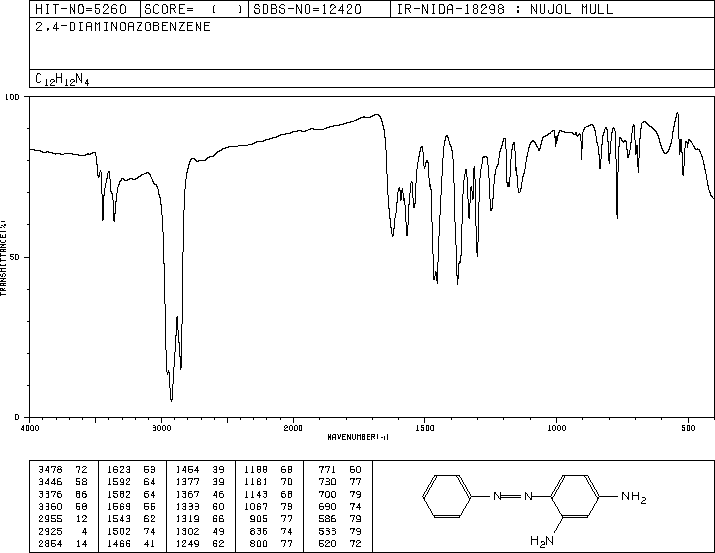 HIT-NO=5260 SCORE= ( ) SDBS-NO=12420 IR-NIDA-18298 : NUJOL MULL
2,4-DIAMINOAZOBENZENE
C12H12N4
100
50
0
TRANSMITTANCE(%)
4000 3000 2000 1500 1000 500
WAVENUMBER(-1)
3478 72 1623 59 1454 39 1188 68 771 60
3446 58 1592 64 1377 39 1181 70 730 77
3376 66 1582 64 1367 46 1143 68 700 79
3360 60 1569 55 1333 60 1067 79 690 74
2955 12 1543 62 1319 66 905 77 586 79
2925 4 1502 74 1302 49 836 74 533 79
2854 14 1466 41 1249 62 800 77 520 72
N N NH2
H2N